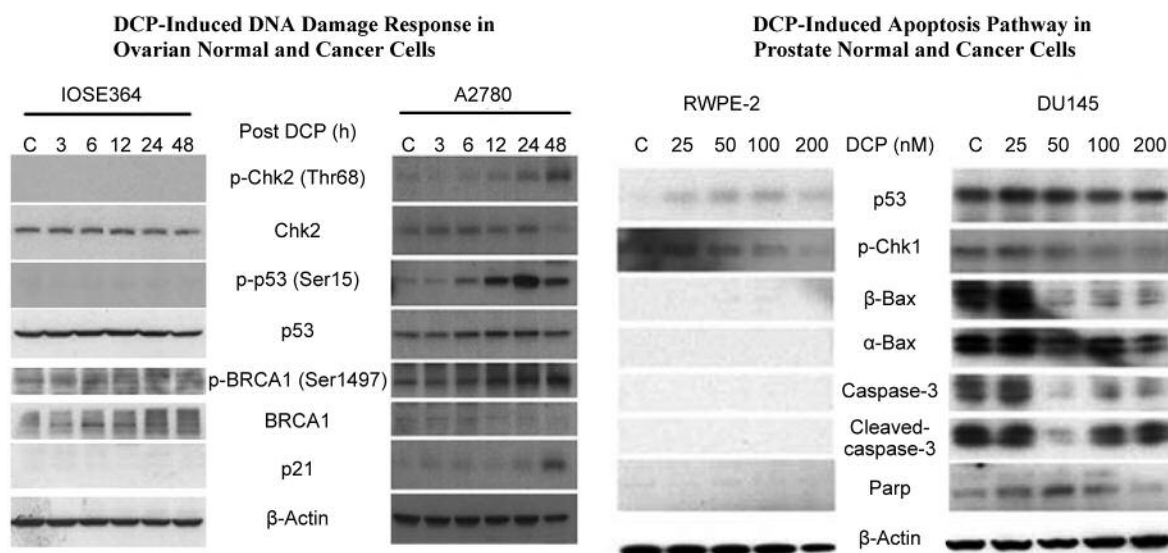 DCP-Induced DNA Damage Response in
Ovarian Normal and Cancer Cells
IOSE364
A2780
Post DCP (h)
C 3 6 12 24 48
C 3 6 12 24 48
p-Chk2 (Thr68)
Chk2
p-p53 (Ser15)
p53
p-BRCA1 (Ser1497)
BRCA1
p21
β-Actin
DCP-Induced Apoptosis Pathway in
Prostate Normal and Cancer Cells
RWPE-2
DU145
C 25 50 100 200
DCP (nM)
C 25 50 100 200
p53
p-Chk1
β-Bax
α-Bax
Caspase-3
Cleaved-
caspase-3
Parp
β-Actin